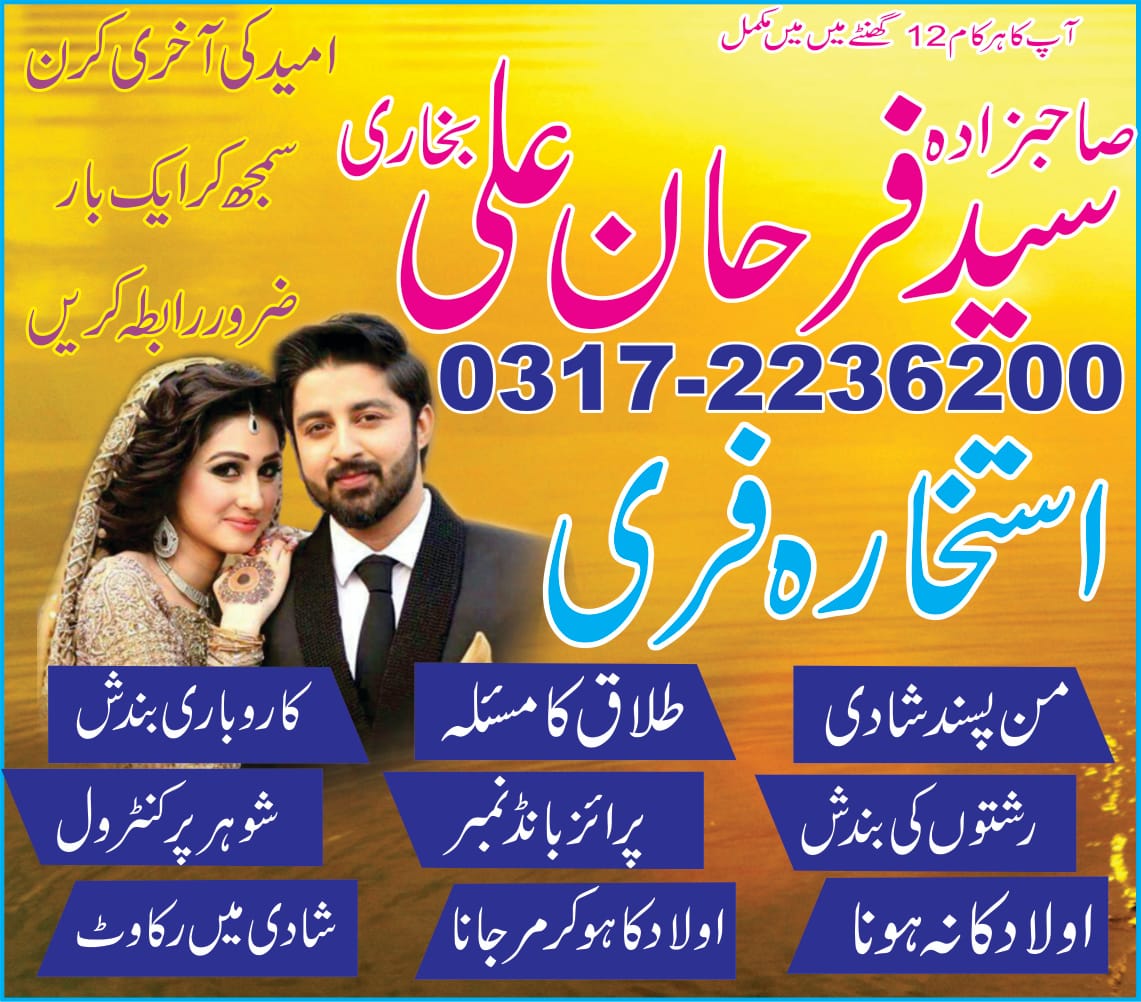 آپ کا ہر کام 12 گھنٹے میں میں مکمل
امید کی آخری کرن
سمجھ کر ایک بار
ضرور رابطہ کریں
صاحبزادہ
سید فرحان علی بخاری
0317-2236200
استخارہ فری
من پسند شادی
طلاق کا مسئلہ
کاروباری بندش
رشتوں کی بندش
پرائز بانڈ نمبر
شوہر پر کنٹرول
اولاد کا نہ ہونا
اولاد کا ہو کر مر جانا
شادی میں رکاوٹ